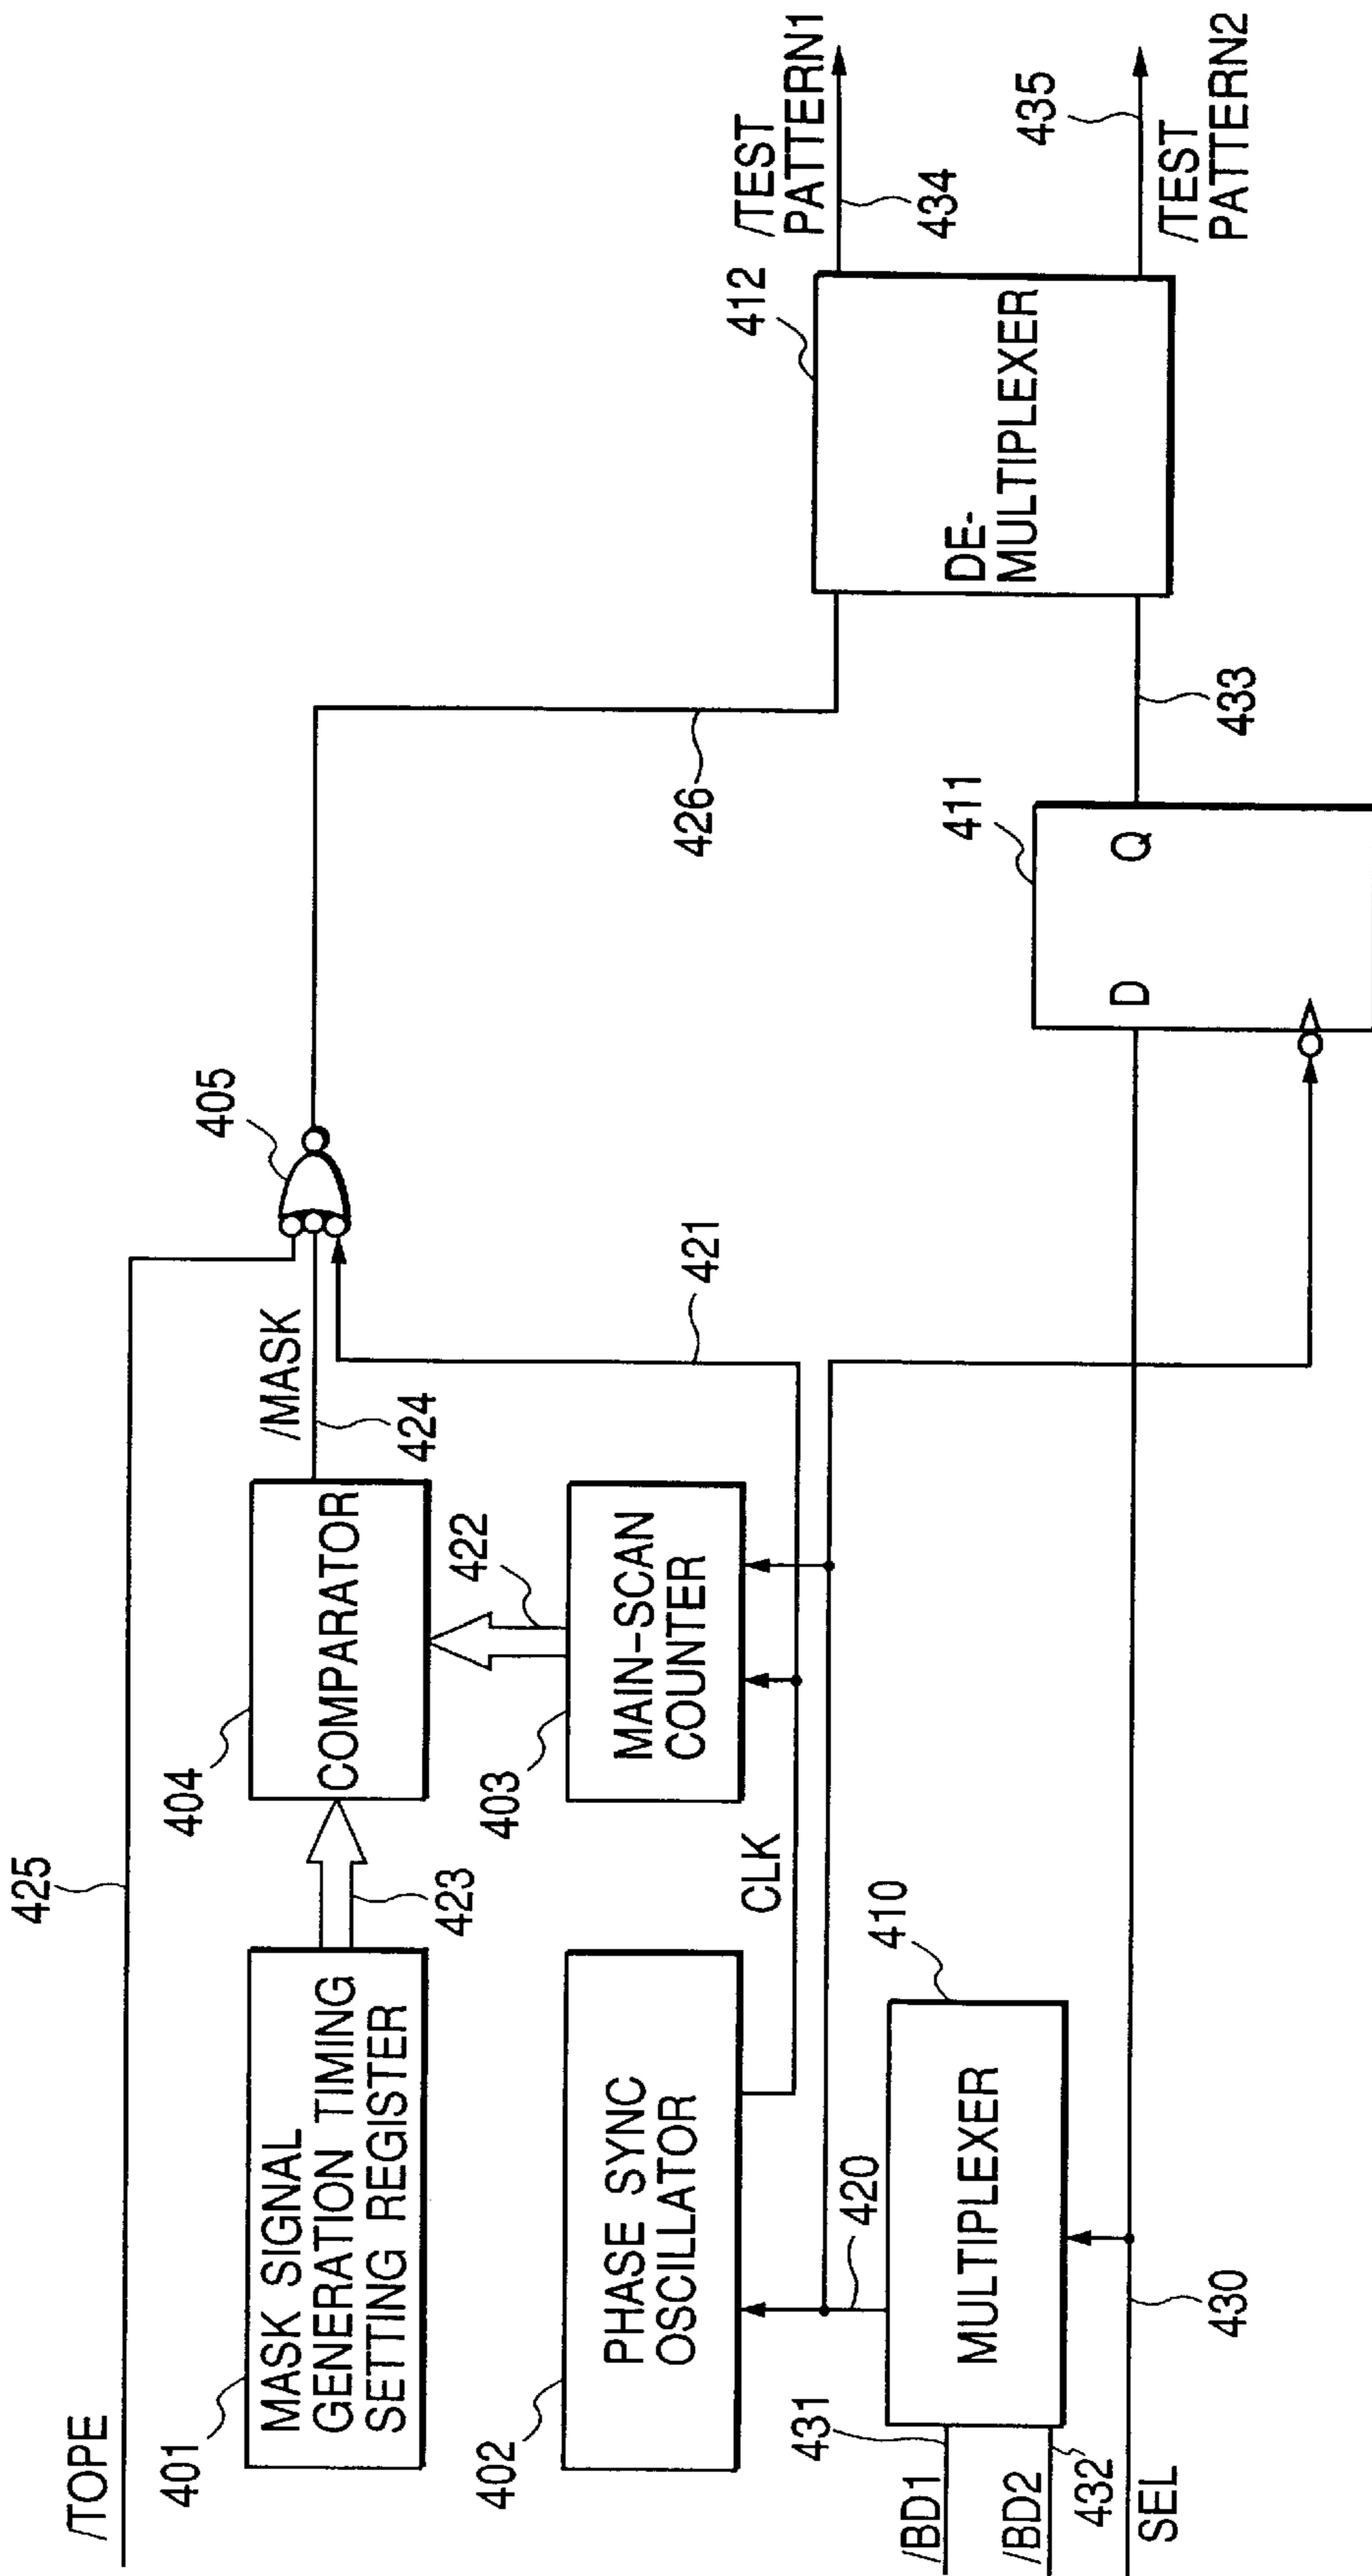 /TOPE
425
401
MASK SIGNAL
GENERATION TIMING
SETTING REGISTER
423
404
COMPARATOR
/MASK
424
405
402
PHASE SYNC
OSCILLATOR
CLK
403
MAIN-SCAN
COUNTER
422
421
426
412
DE-
MULTIPLEXER
/TEST
PATTERN1
434
435
/TEST
PATTERN2
/BD1
431
/BD2
432
SEL
430
MULTIPLEXER
410
420
411
D
Q
433